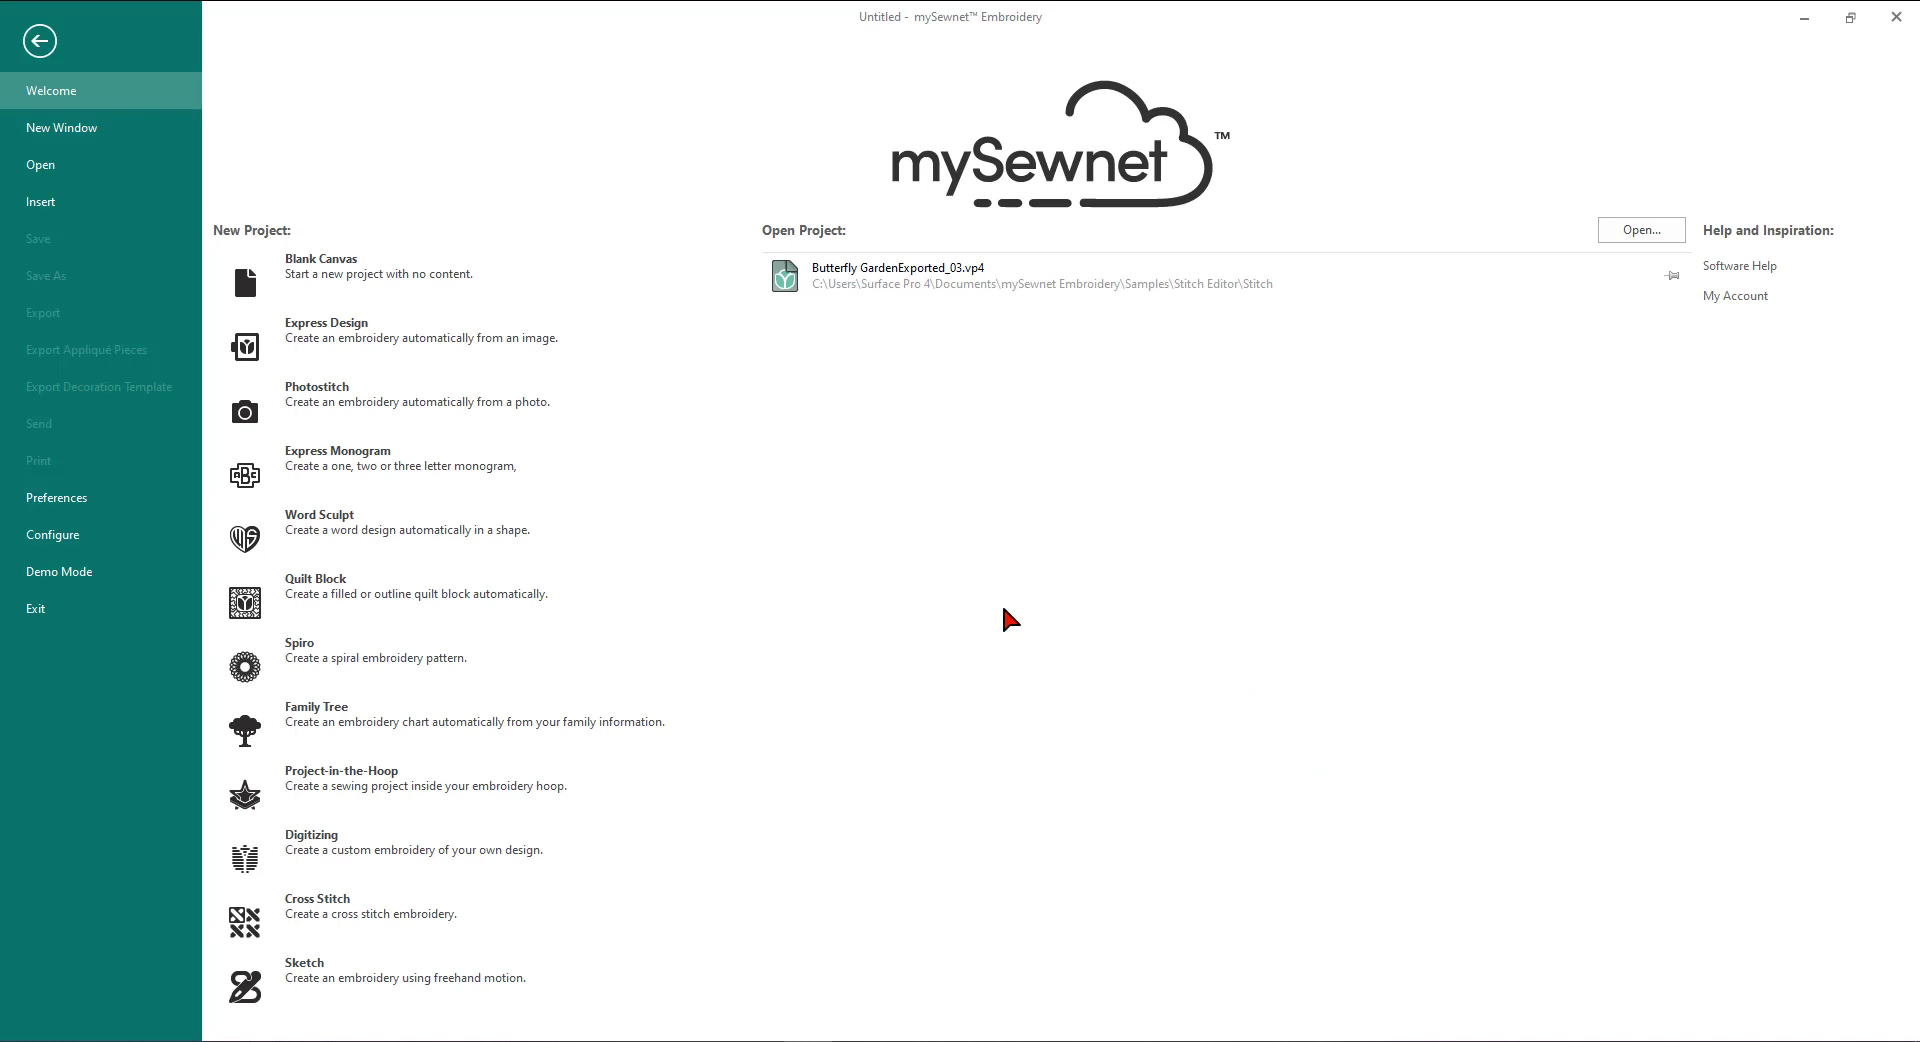 Untitled - mySewnet™ Embroidery
Welcome
New Window
Open
Insert
Save
Save As
Export
Export Appliqué Pieces
Export Decoration Template
Send
Print
Preferences
Configure
Demo Mode
Exit
mySewnet™
New Project:
Blank Canvas
Start a new project with no content.
Express Design
Create an embroidery automatically from an image.
Photostitch
Create an embroidery automatically from a photo.
ABC
Express Monogram
Create a one, two or three letter monogram,
Word Sculpt
Create a word design automatically in a shape.
Quilt Block
Create a filled or outline quilt block automatically.
Spiro
Create a spiral embroidery pattern.
Family Tree
Create an embroidery chart automatically from your family information.
Project-in-the-Hoop
Create a sewing project inside your embroidery hoop.
Digitizing
Create a custom embroidery of your own design.
Cross Stitch
Create a cross stitch embroidery.
Sketch
Create an embroidery using freehand motion.
Open Project:
Open...
Butterfly GardenExported_03.vp4
C:\Users\Surface Pro 4\Documents\mySewnet Embroidery\Samples\Stitch Editor\Stitch
Help and Inspiration:
Software Help
My Account